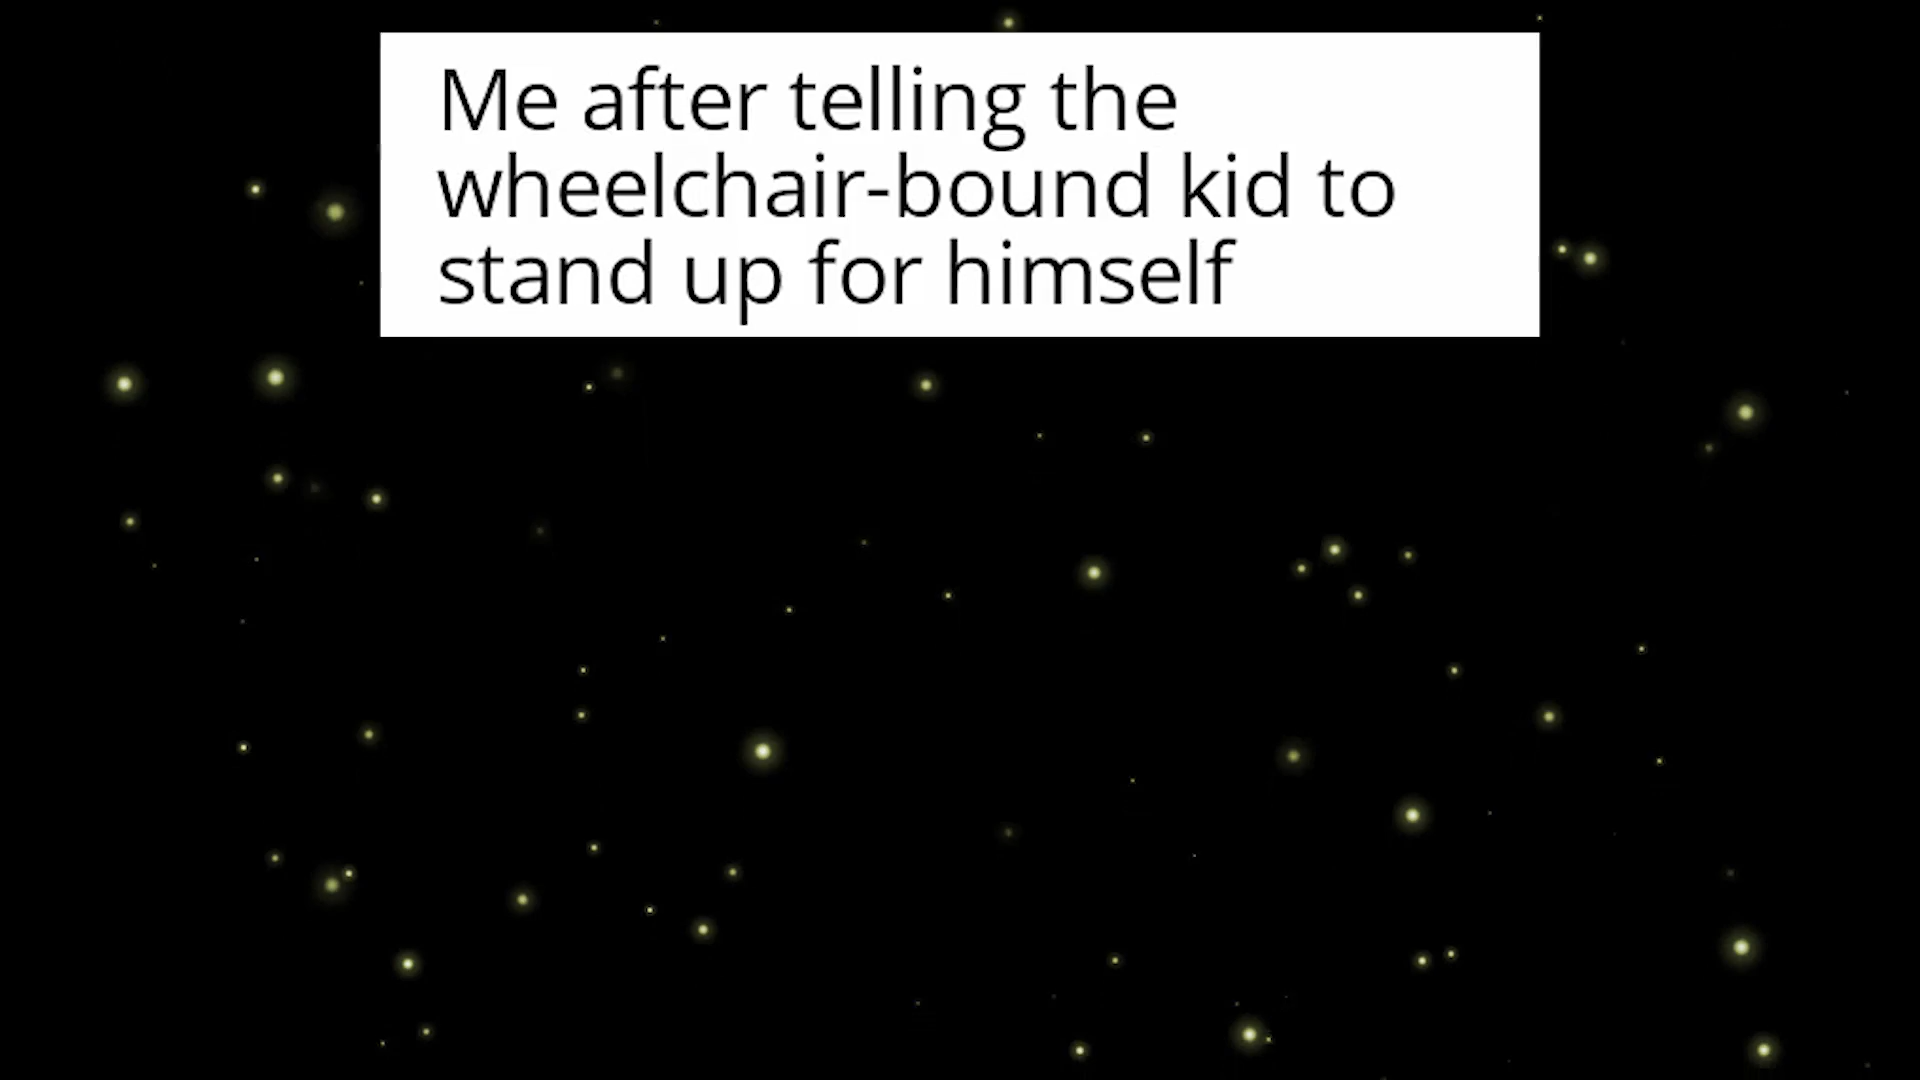 Me after telling the
wheelchair-bound kid to
stand up for himself